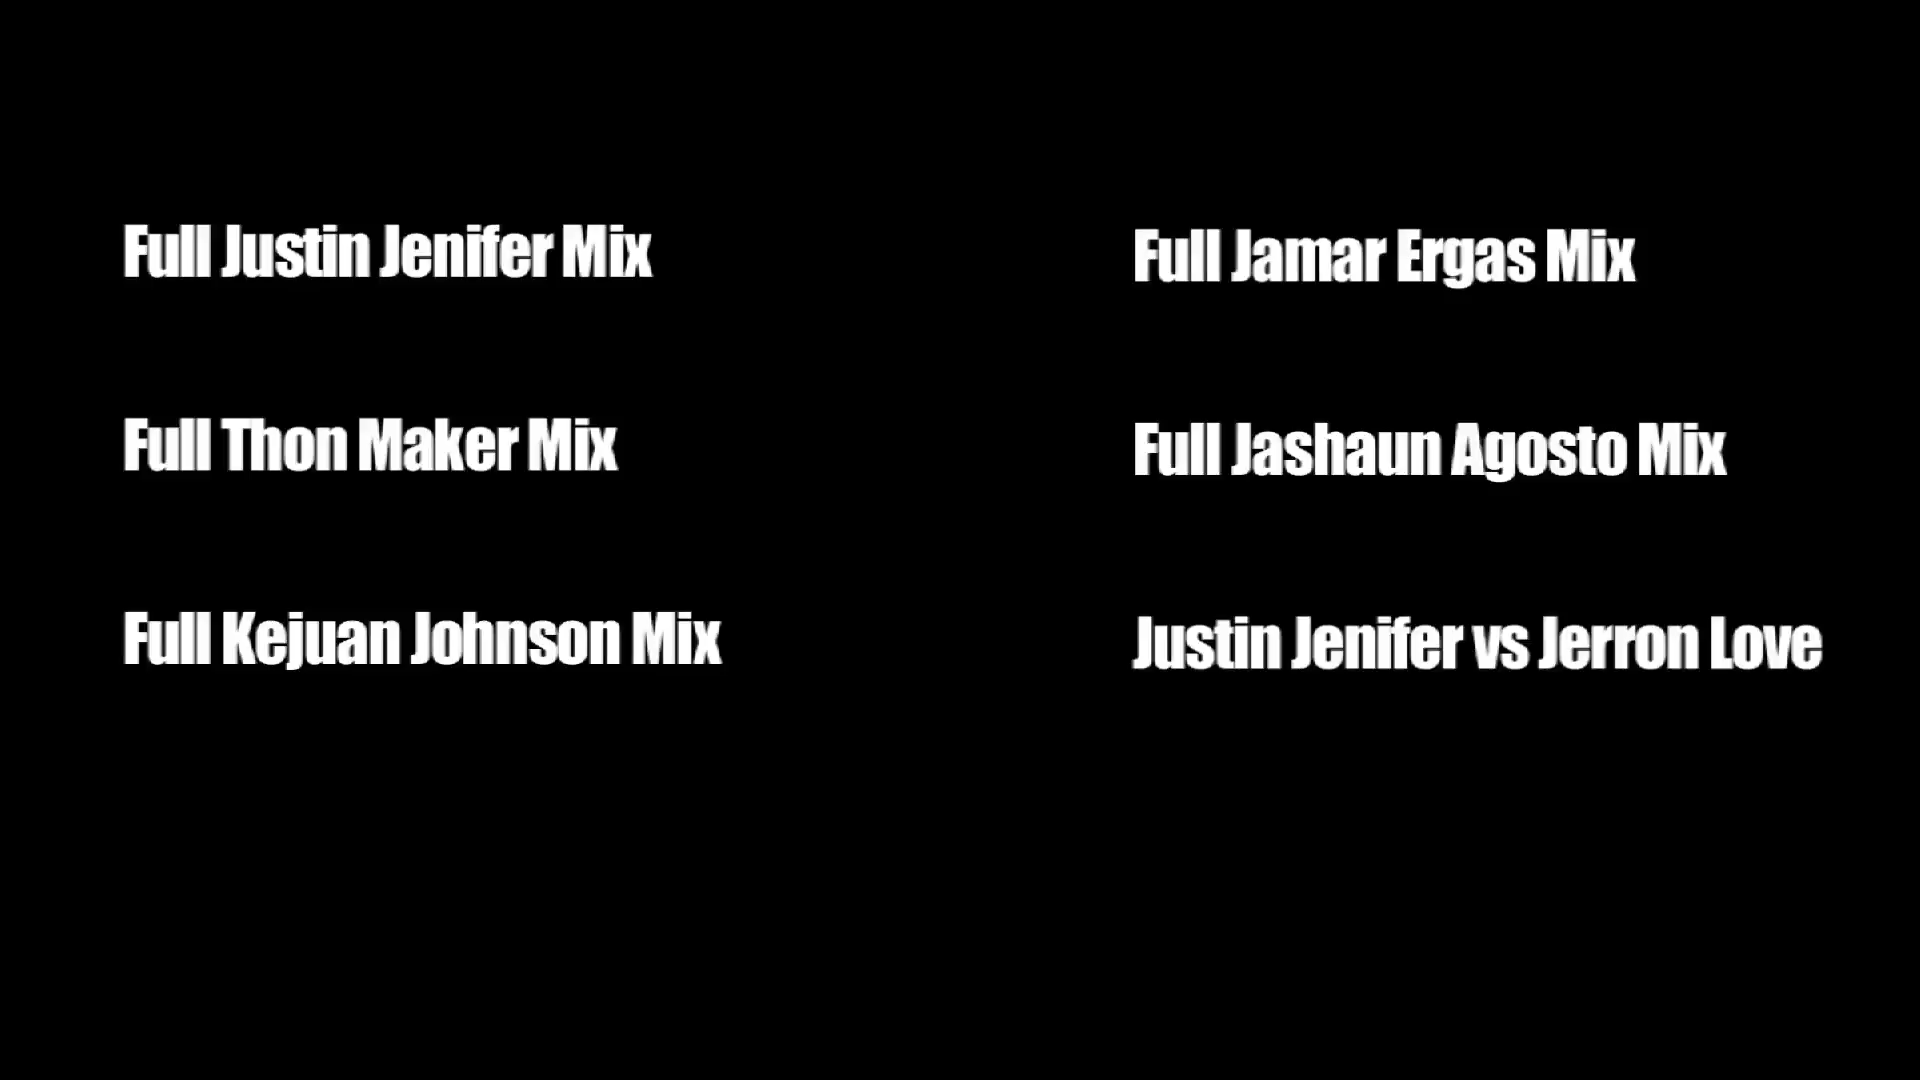 Full Justin Jenifer Mix
Full Thon Maker Mix
Full Kejuan Johnson Mix
Full Jamar Ergas Mix
Full Jashaun Agosto Mix
Justin Jenifer vs Jerron Love